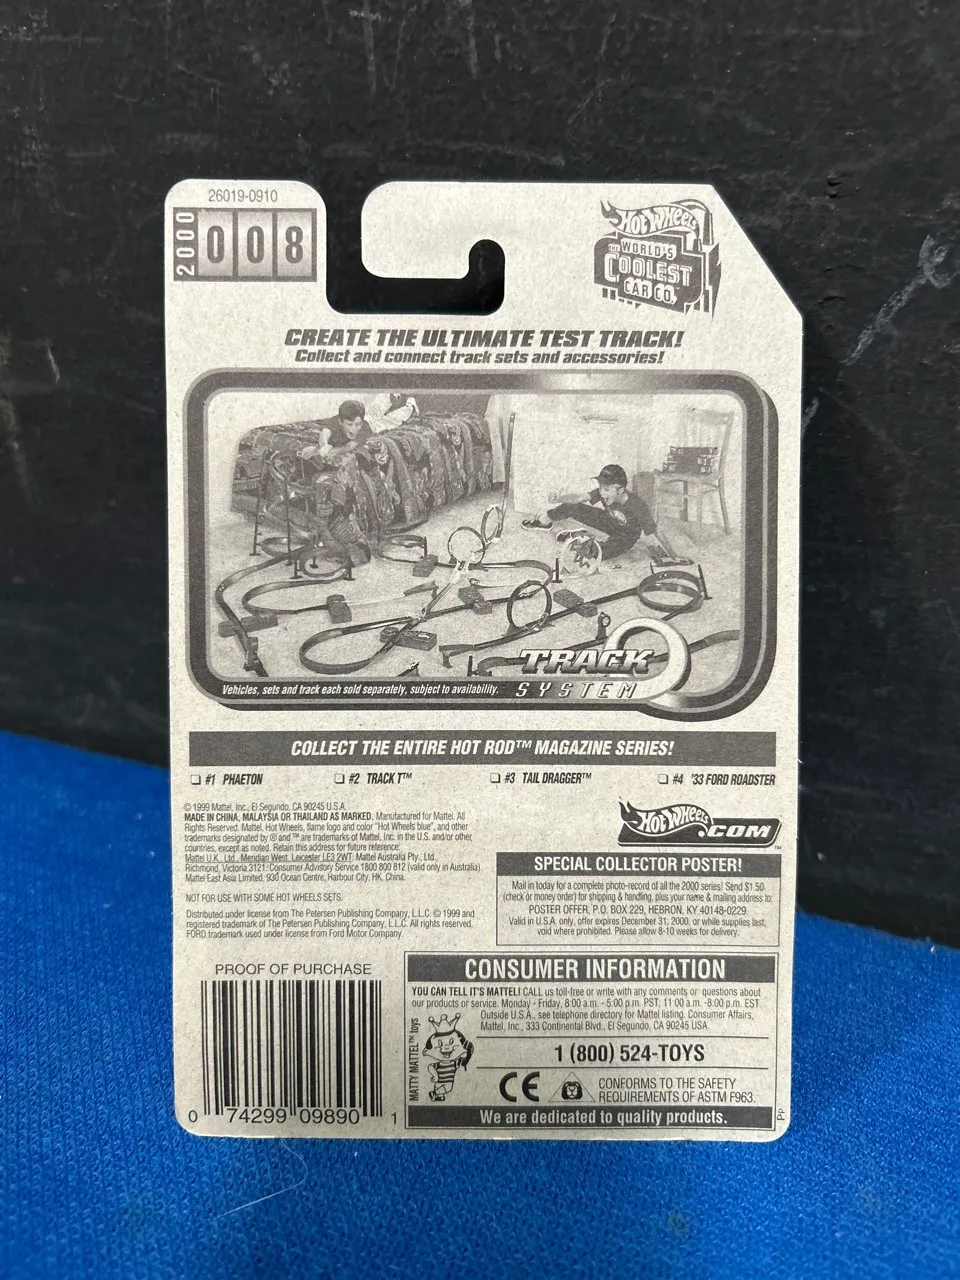 26019-0910
2000
008
Hot Wheels
THE WORLD'S
COOLEST
CAR CO.
CREATE THE ULTIMATE TEST TRACK!
Collect and connect track sets and accessories!
TRACK
SYSTEM
Vehicles, sets and track each sold separately, subject to availability.
COLLECT THE ENTIRE HOT ROD™ MAGAZINE SERIES!
❏ #1 PHAETON ❏ #2 TRACK T™ ❏ #3 TAIL DRAGGER™ ❏ #4 '33 FORD ROADSTER
© 1999 Mattel, Inc., El Segundo, CA 90245 U.S.A.
MADE IN CHINA, MALAYSIA OR THAILAND AS MARKED. Manufactured for Mattel. All
Rights Reserved. Mattel, Hot Wheels, flame logo and color "Hot Wheels blue", and other
trademarks designated by ® and ™ are trademarks of Mattel, Inc. in the U.S. and/or other
countries, except as noted. Retain this address for future reference:
Mattel U.K., Ltd., Meridian West, Leicester LE3 2WT. Mattel Australia Pty., Ltd.,
Richmond, Victoria.3121. Consumer Advisory Service 1800 800 812 (valid only in Australia).
Mattel East Asia Limited, 930 Ocean Centre, Harbour City, HK, China.
NOT FOR USE WITH SOME HOT WHEELS SETS.
Distributed under license from The Petersen Publishing Company, L.L.C. © 1999 and
registered trademark of The Petersen Publishing Company, L.L.C. All rights reserved.
FORD trademark used under license from Ford Motor Company.
Hot Wheels.COM™
SPECIAL COLLECTOR POSTER!
Mail in today for a complete photo-record of all the 2000 series! Send $1.50
(check or money order) for shipping & handling, plus your name & mailing address to:
POSTER OFFER, P.O. BOX 229, HEBRON, KY 40148-0229.
Valid in U.S.A. only, offer expires December 31, 2000, or while supplies last,
void where prohibited. Please allow 8-10 weeks for delivery.
PROOF OF PURCHASE
0 74299 09890 1
CONSUMER INFORMATION
YOU CAN TELL IT'S MATTEL! CALL us toll-free or write with any comments or questions about
our products or service. Monday - Friday, 8:00 a.m. - 5:00 p.m. PST, 11:00 a.m. -8:00 p.m. EST.
Outside U.S.A., see telephone directory for Mattel listing. Consumer Affairs,
Mattel, Inc., 333 Continental Blvd., El Segundo, CA 90245 USA
MATTY MATTEL™ toys
1 (800) 524-TOYS
CE
CONFORMS TO THE SAFETY
REQUIREMENTS OF ASTM F963.
We are dedicated to quality products.
Pp